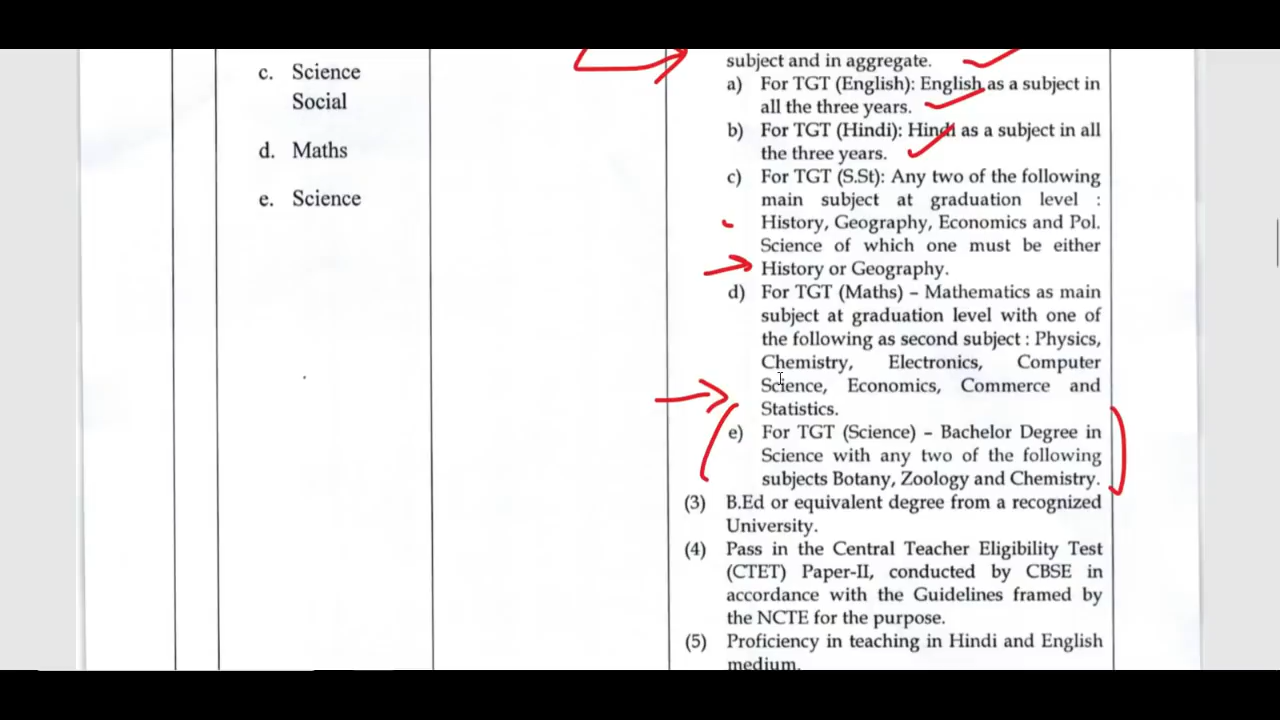 c. Science
Social
d. Maths
e. Science
subject and in aggregate.
a) For TGT (English): English as a subject in
all the three years.
b) For TGT (Hindi): Hindi as a subject in all
the three years.
c) For TGT (S.St): Any two of the following
main subject at graduation level :
History, Geography, Economics and Pol.
Science of which one must be either
History or Geography.
d) For TGT (Maths) – Mathematics as main
subject at graduation level with one of
the following as second subject : Physics,
Chemistry, Electronics, Computer
Science, Economics, Commerce and
Statistics.
e) For TGT (Science) – Bachelor Degree in
Science with any two of the following
subjects Botany, Zoology and Chemistry.
(3) B.Ed or equivalent degree from a recognized
University.
(4) Pass in the Central Teacher Eligibility Test
(CTET) Paper-II, conducted by CBSE in
accordance with the Guidelines framed by
the NCTE for the purpose.
(5) Proficiency in teaching in Hindi and English
medium.